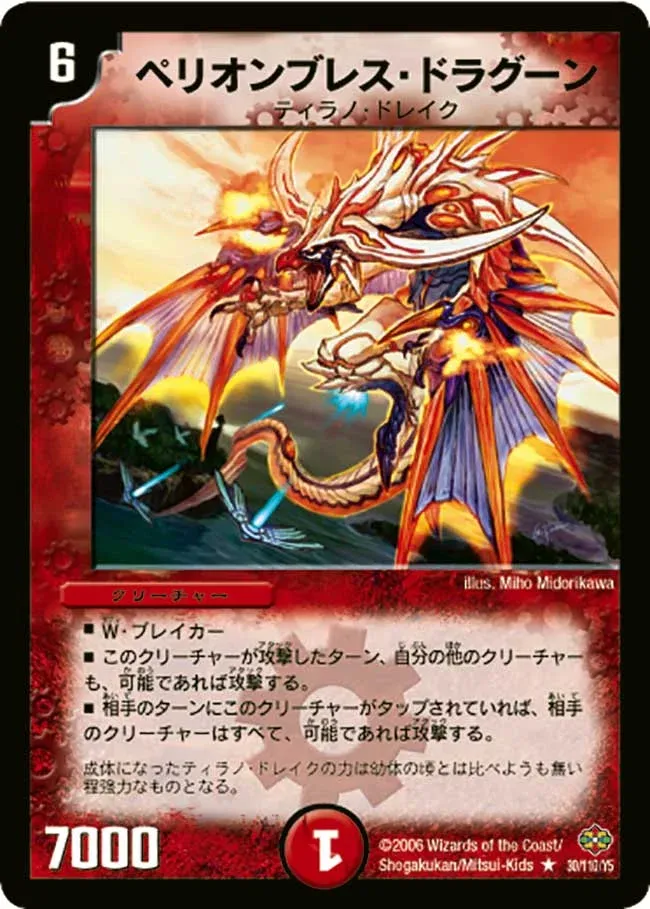 6
ペリオンブレス・ドラグーン
ティラノ・ドレイク
illus. Miho Midorikawa
クリーチャー
■ W・ブレイカー
■ このクリーチャーが攻撃したターン、自分の他のクリーチャー
も、可能であれば攻撃する。
■ 相手のターンにこのクリーチャーがタップされていれば、相手
のクリーチャーはすべて、可能であれば攻撃する。
成体になったティラノ・ドレイクの力は幼体の頃とは比べようも無い
程強力なものとなる。
7000
1
©2006 Wizards of the Coast/
Shogakukan/Mitsui-Kids ★ 30/110/Y5